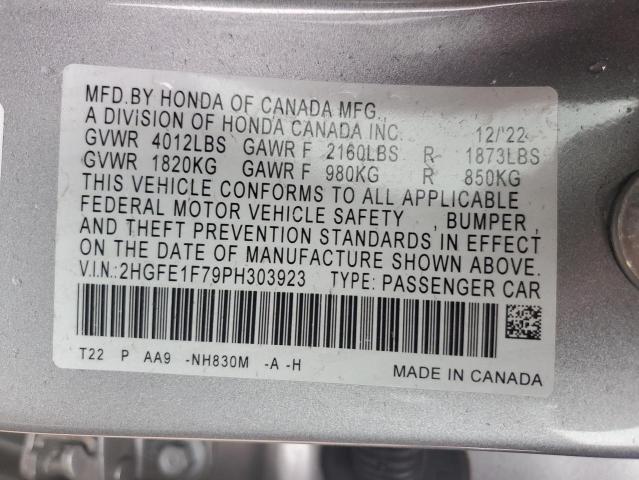 MFD.BY HONDA OF CANADA MFG.,
A DIVISION OF HONDA CANADA INC. 12/'22
GVWR 4012LBS GAWR F 2160LBS R 1873LBS
GVWR 1820KG GAWR F 980KG R 850KG
THIS VEHICLE CONFORMS TO ALL APPLICABLE
FEDERAL MOTOR VEHICLE SAFETY , BUMPER ,
AND THEFT PREVENTION STANDARDS IN EFFECT
ON THE DATE OF MANUFACTURE SHOWN ABOVE.
V.I.N.:2HGFE1F79PH303923 TYPE: PASSENGER CAR
T22 P AA9 -NH830M -A -H MADE IN CANADA